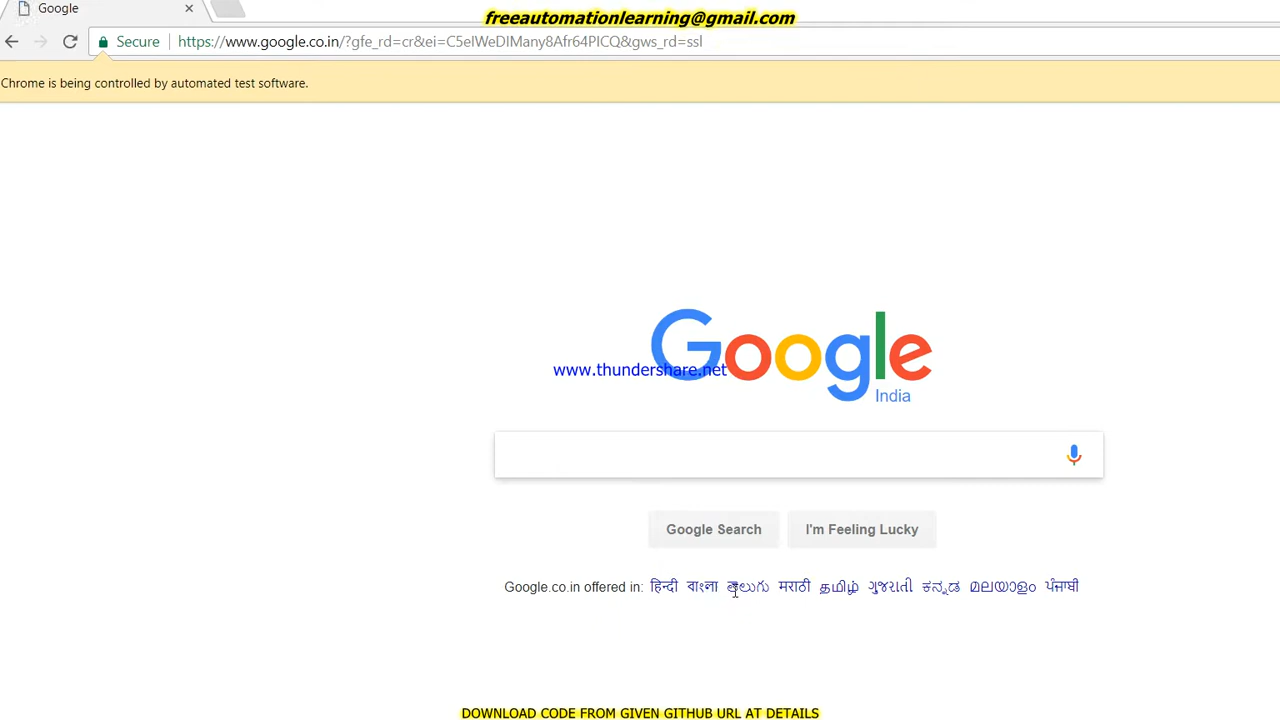 freeautomationlearning@gmail.com
Google
Secure https://www.google.co.in/?gfe_rd=cr&ei=C5elWeDIMany8Afr64PICQ&gws_rd=ssl
Chrome is being controlled by automated test software.
Google
www.thundershare.net
India
Google Search I'm Feeling Lucky
Google.co.in offered in: हिन्दी বাংলা తెలుగు मराठी தமிழ் ગુજરાતી ಕನ್ನಡ മലയാളം ਪੰਜਾਬੀ
DOWNLOAD CODE FROM GIVEN GITHUB URL AT DETAILS